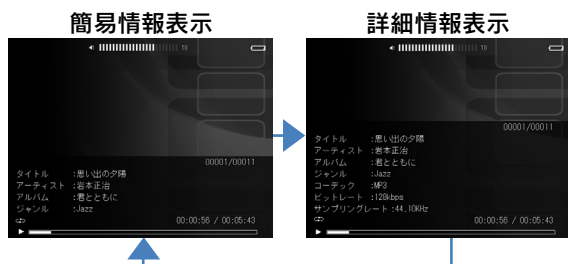 簡易情報表示
18
00001/00011
タイトル :思い出の夕陽
アーティスト :岩本正治
アルバム :君とともに
ジャンル :Jazz
00:00:56 / 00:05:43
詳細情報表示
18
00001/00011
タイトル :思い出の夕陽
アーティスト :岩本正治
アルバム :君とともに
ジャンル :Jazz
コーデック :MP3
ビットレート :128kbps
サンプリングレート :44.10KHz
00:00:56 / 00:05:43